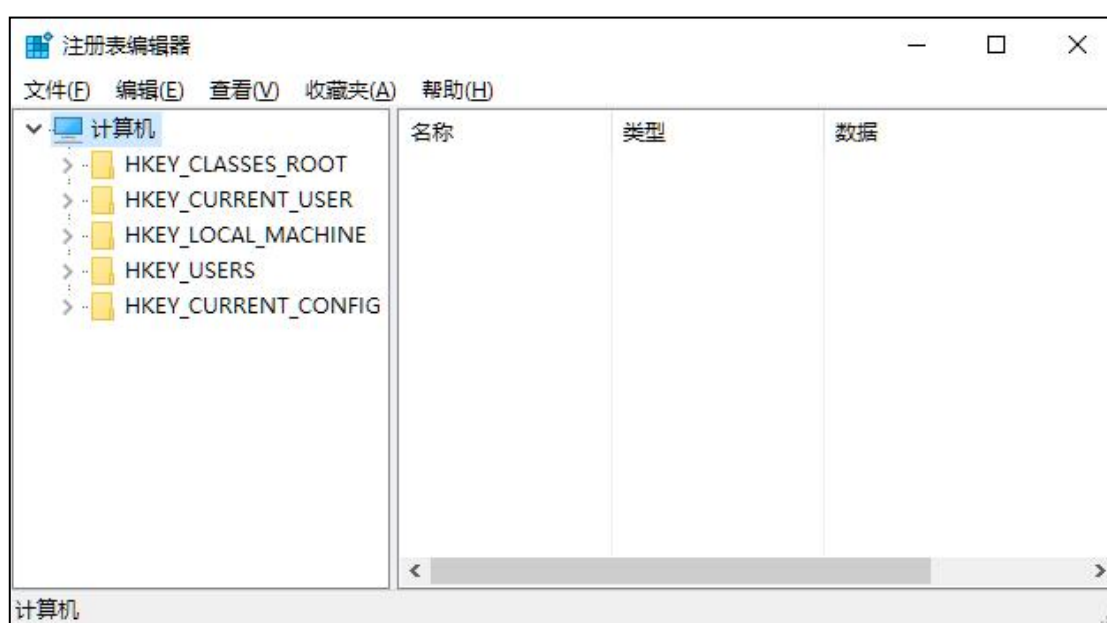 注册表编辑器
文件(F) 编辑(E) 查看(V) 收藏夹(A) 帮助(H)
计算机
HKEY_CLASSES_ROOT
HKEY_CURRENT_USER
HKEY_LOCAL_MACHINE
HKEY_USERS
HKEY_CURRENT_CONFIG
名称 类型 数据
计算机